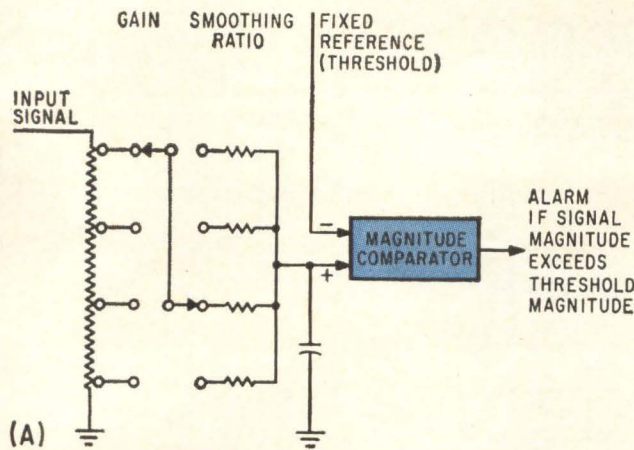 GAIN
SMOOTHING
RATIO
FIXED
REFERENCE
(THRESHOLD)
INPUT
SIGNAL
−
MAGNITUDE
COMPARATOR
+
ALARM
IF SIGNAL
MAGNITUDE
EXCEEDS
THRESHOLD
MAGNITUDE
(A)